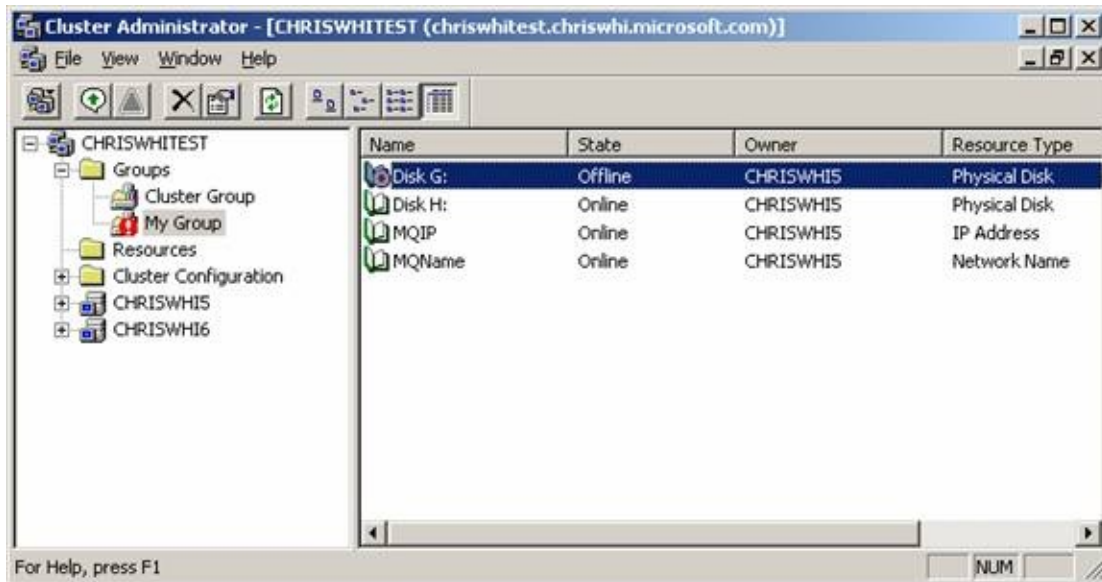 Cluster Administrator - [CHRISWHITEST (chriswhitest.chriswhi.microsoft.com)]
File View Window Help
CHRISWHITEST
Groups
Cluster Group
My Group
Resources
Cluster Configuration
CHRISWHI5
CHRISWHI6
Name State Owner Resource Type
Disk G: Offline CHRISWHI5 Physical Disk
Disk H: Online CHRISWHI5 Physical Disk
MQIP Online CHRISWHI5 IP Address
MQName Online CHRISWHI5 Network Name
For Help, press F1
NUM